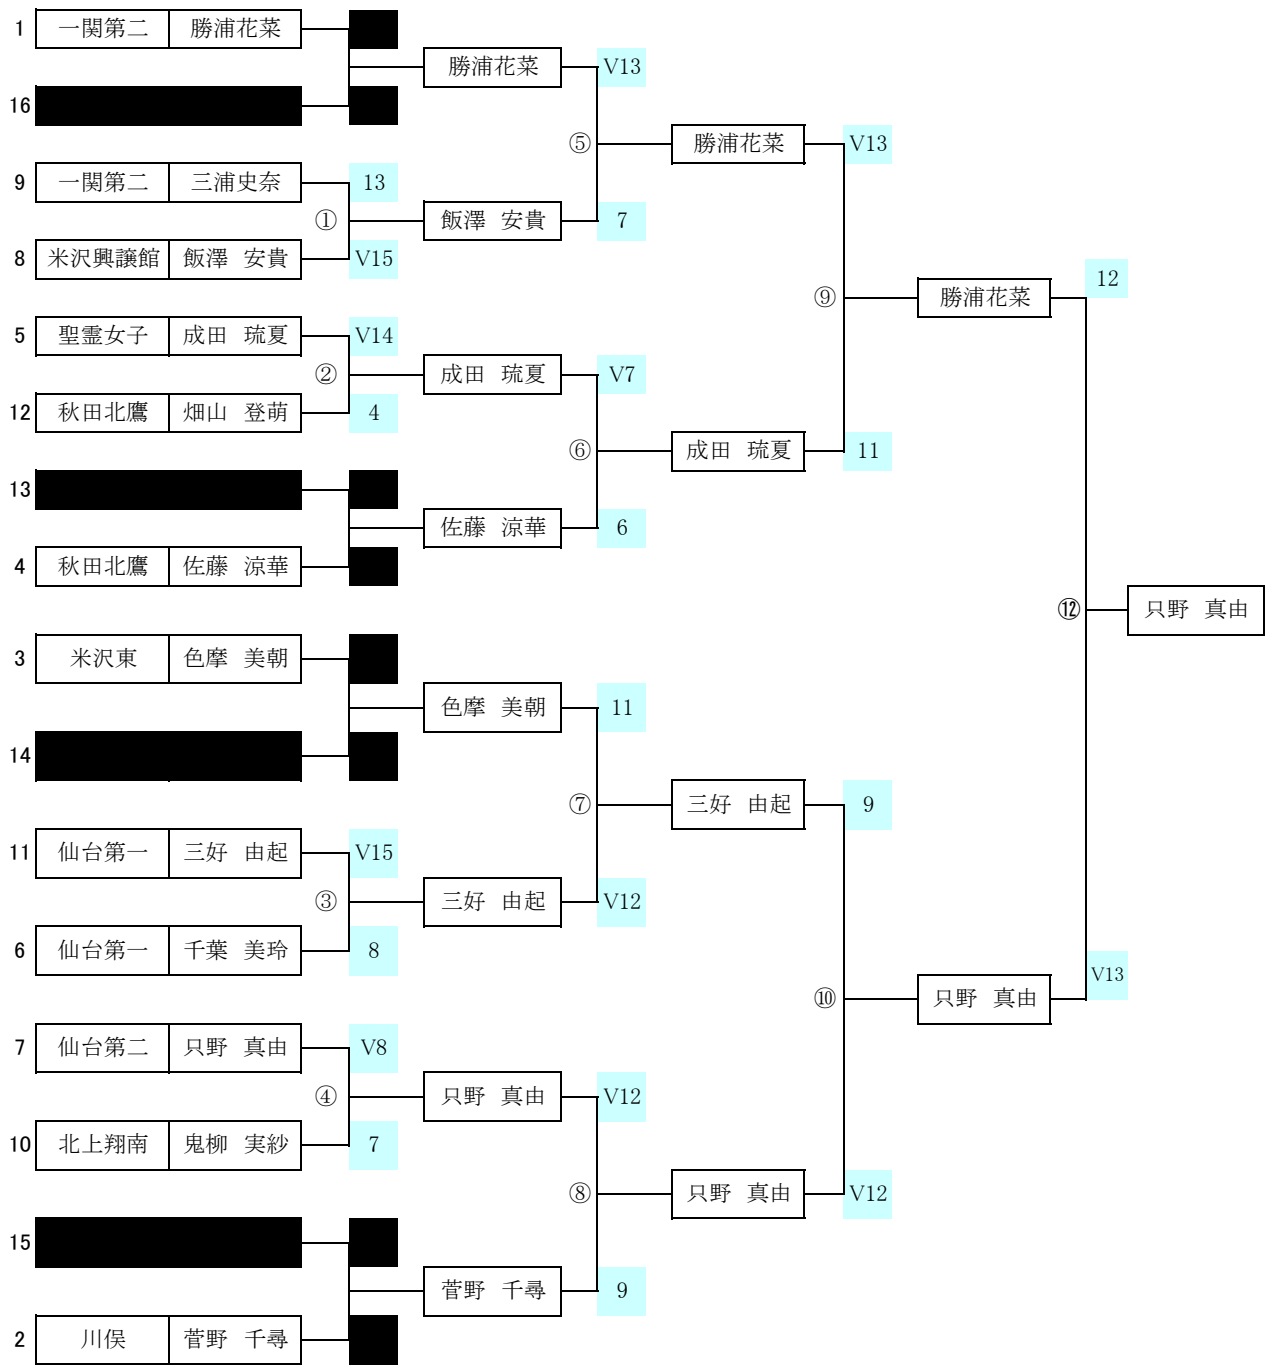 1 一関第二 勝浦花菜
勝浦花菜 V13
16
⑤ 勝浦花菜 V13
9 一関第二 三浦史奈 13
① 飯澤 安貴 7
8 米沢興譲館 飯澤 安貴 V15
⑨ 勝浦花菜 12
5 聖霊女子 成田 琉夏 V14
② 成田 琉夏 V7
12 秋田北鷹 畑山 登萌 4
⑥ 成田 琉夏 11
13
佐藤 涼華 6
4 秋田北鷹 佐藤 涼華
⑫ 只野 真由
3 米沢東 色摩 美朝
色摩 美朝 11
14
⑦ 三好 由起 9
11 仙台第一 三好 由起 V15
③ 三好 由起 V12
6 仙台第一 千葉 美玲 8
⑩ 只野 真由 V13
7 仙台第二 只野 真由 V8
④ 只野 真由 V12
10 北上翔南 鬼柳 実紗 7
⑧ 只野 真由 V12
15
菅野 千尋 9
2 川俣 菅野 千尋